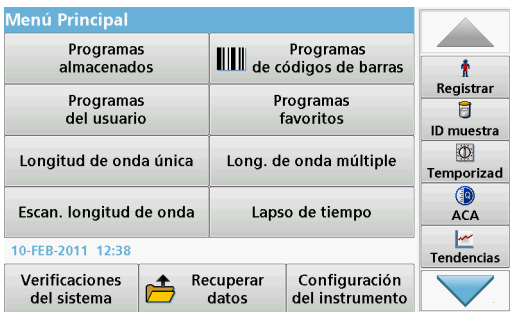 Menú Principal
Programas
almacenados
Programas
de códigos de barras
Programas
del usuario
Programas
favoritos
Longitud de onda única
Long. de onda múltiple
Escan. longitud de onda
Lapso de tiempo
10-FEB-2011 12:38
Verificaciones
del sistema
Recuperar
datos
Configuración
del instrumento
Registrar
ID muestra
Temporizad
ACA
Tendencias